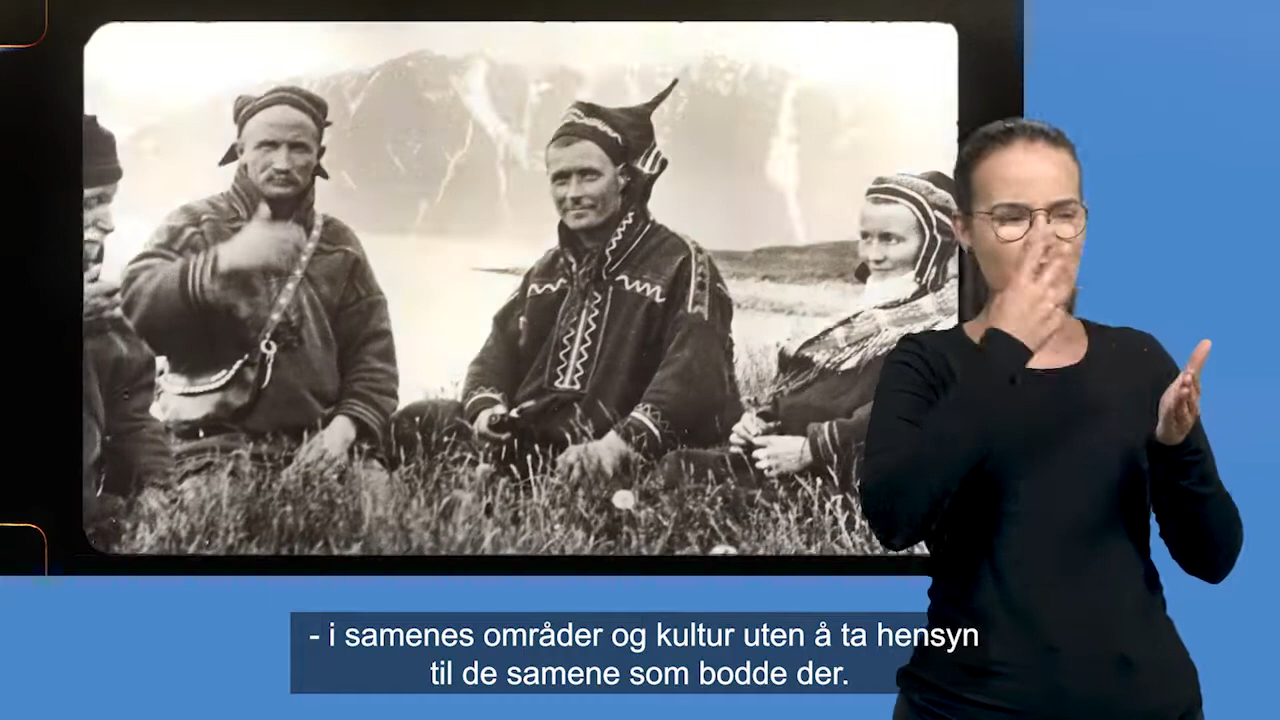 - i samenes områder og kultur uten å ta hensyn
til de samene som bodde der.